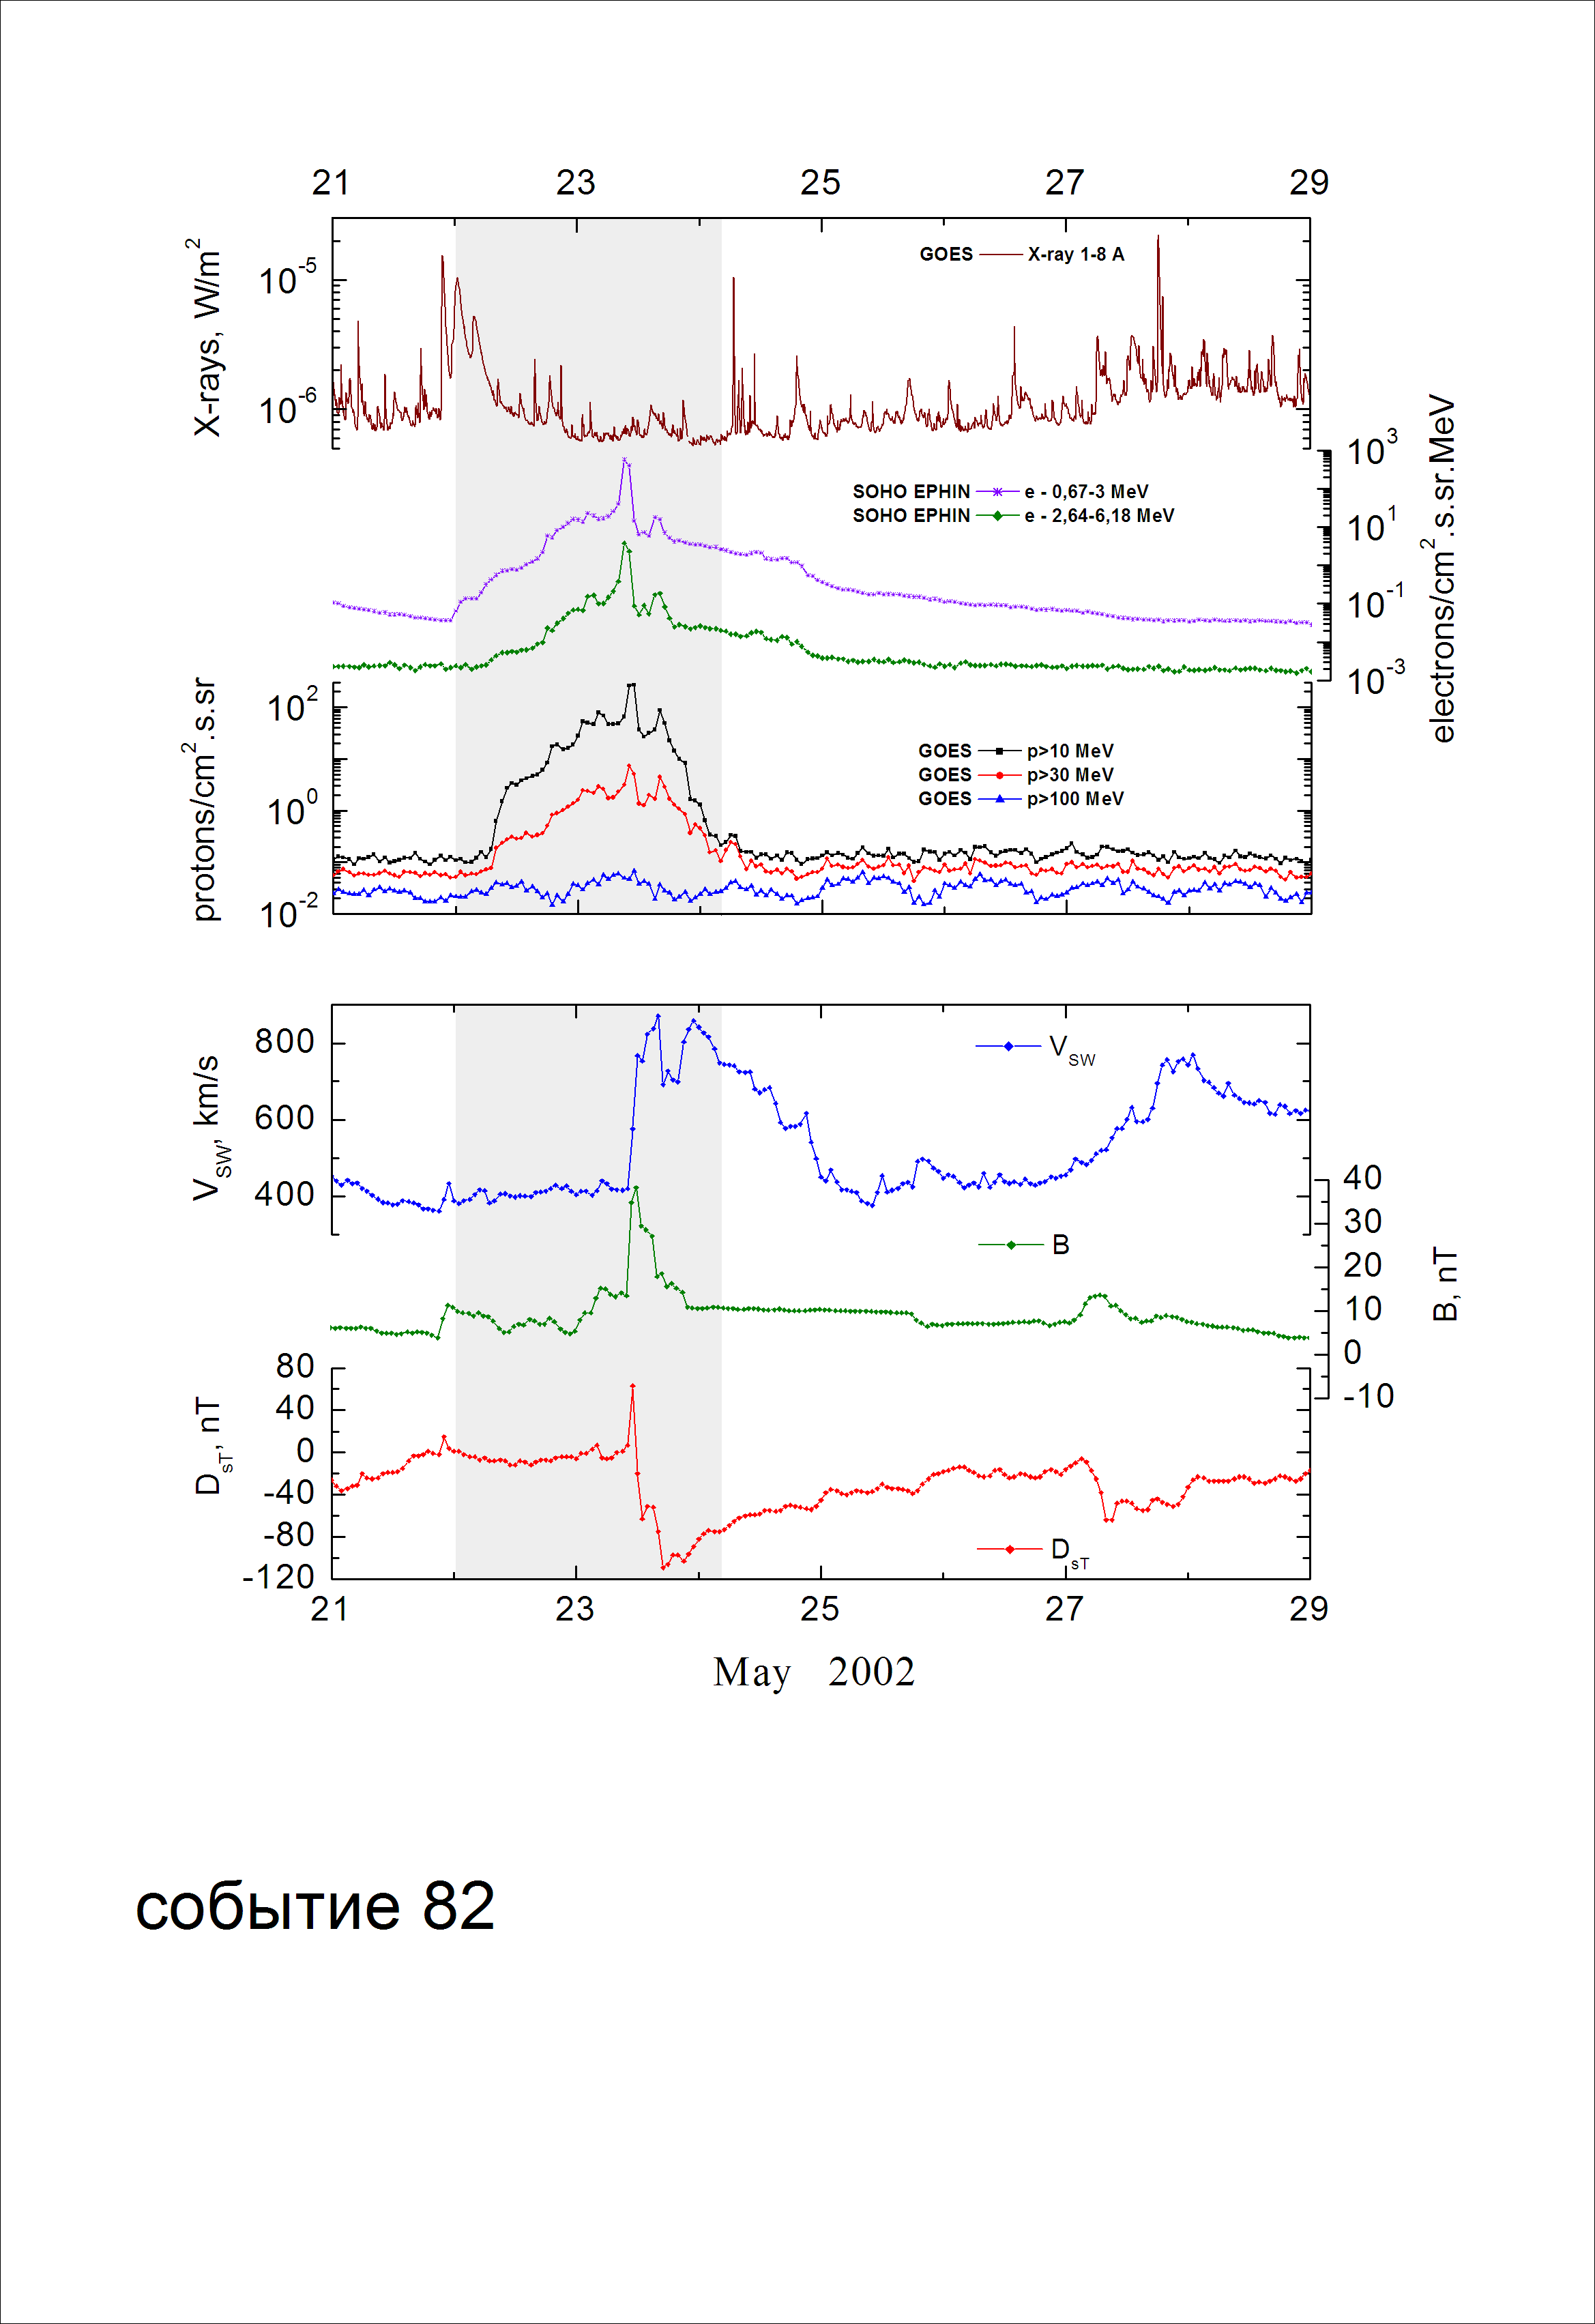 21 23 25 27 29
X-rays, W/m²
10⁻⁵
10⁻⁶
GOES X-ray 1-8 A
electrons/cm².s.sr.MeV
10³
10¹
10⁻¹
10⁻³
SOHO EPHIN e - 0,67-3 MeV
SOHO EPHIN e - 2,64-6,18 MeV
protons/cm².s.sr
10²
10⁰
10⁻²
GOES p>10 MeV
GOES p>30 MeV
GOES p>100 MeV
V_SW, km/s
800
600
400
V_SW
B, nT
40
30
20
10
0
-10
B
D_sT, nT
80
40
0
-40
-80
-120
D_sT
21 23 25 27 29
May 2002
событие 82